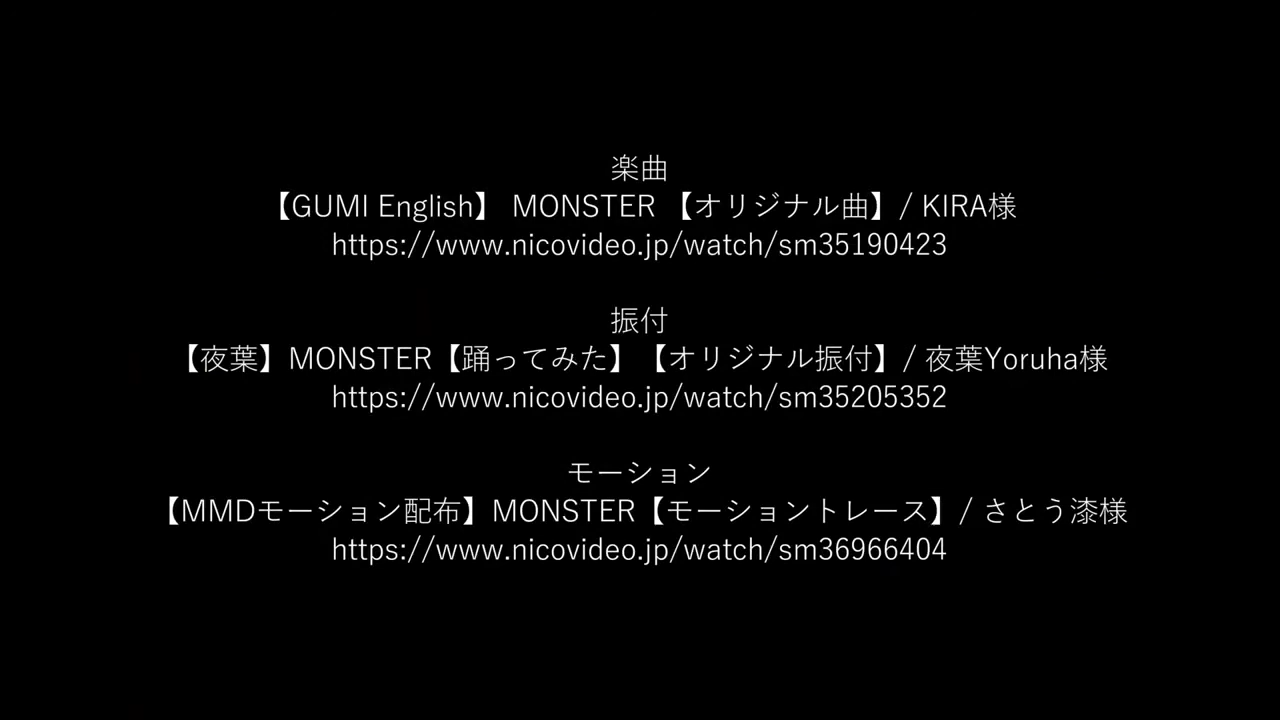 楽曲
【GUMI English】 MONSTER 【オリジナル曲】/ KIRA様
https://www.nicovideo.jp/watch/sm35190423
振付
【夜葉】MONSTER【踊ってみた】【オリジナル振付】/ 夜葉Yoruha様
https://www.nicovideo.jp/watch/sm35205352
モーション
【MMDモーション配布】MONSTER【モーショントレース】/ さとう漆様
https://www.nicovideo.jp/watch/sm36966404